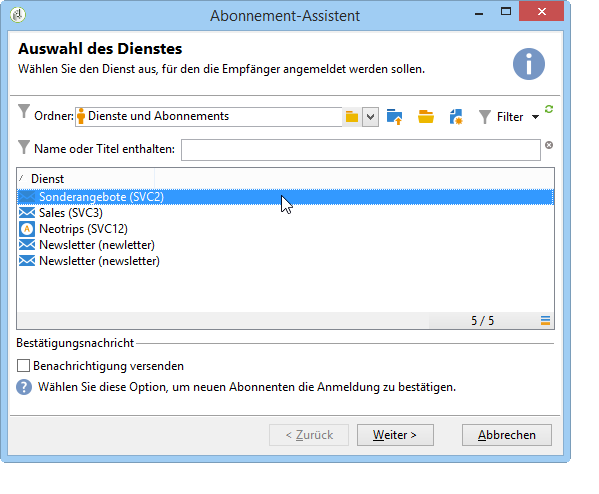 Abonnement-Assistent
Auswahl des Dienstes
Wählen Sie den Dienst aus, für den die Empfänger angemeldet werden sollen.
Ordner: Dienste und Abonnements Filter
Name oder Titel enthalten:
Dienst
Sonderangebote (SVC2)
Sales (SVC3)
Neotrips (SVC12)
Newsletter (newletter)
Newsletter (newsletter)
5 / 5
Bestätigungsnachricht
Benachrichtigung versenden
Wählen Sie diese Option, um neuen Abonnenten die Anmeldung zu bestätigen.
< Zurück Weiter > Abbrechen